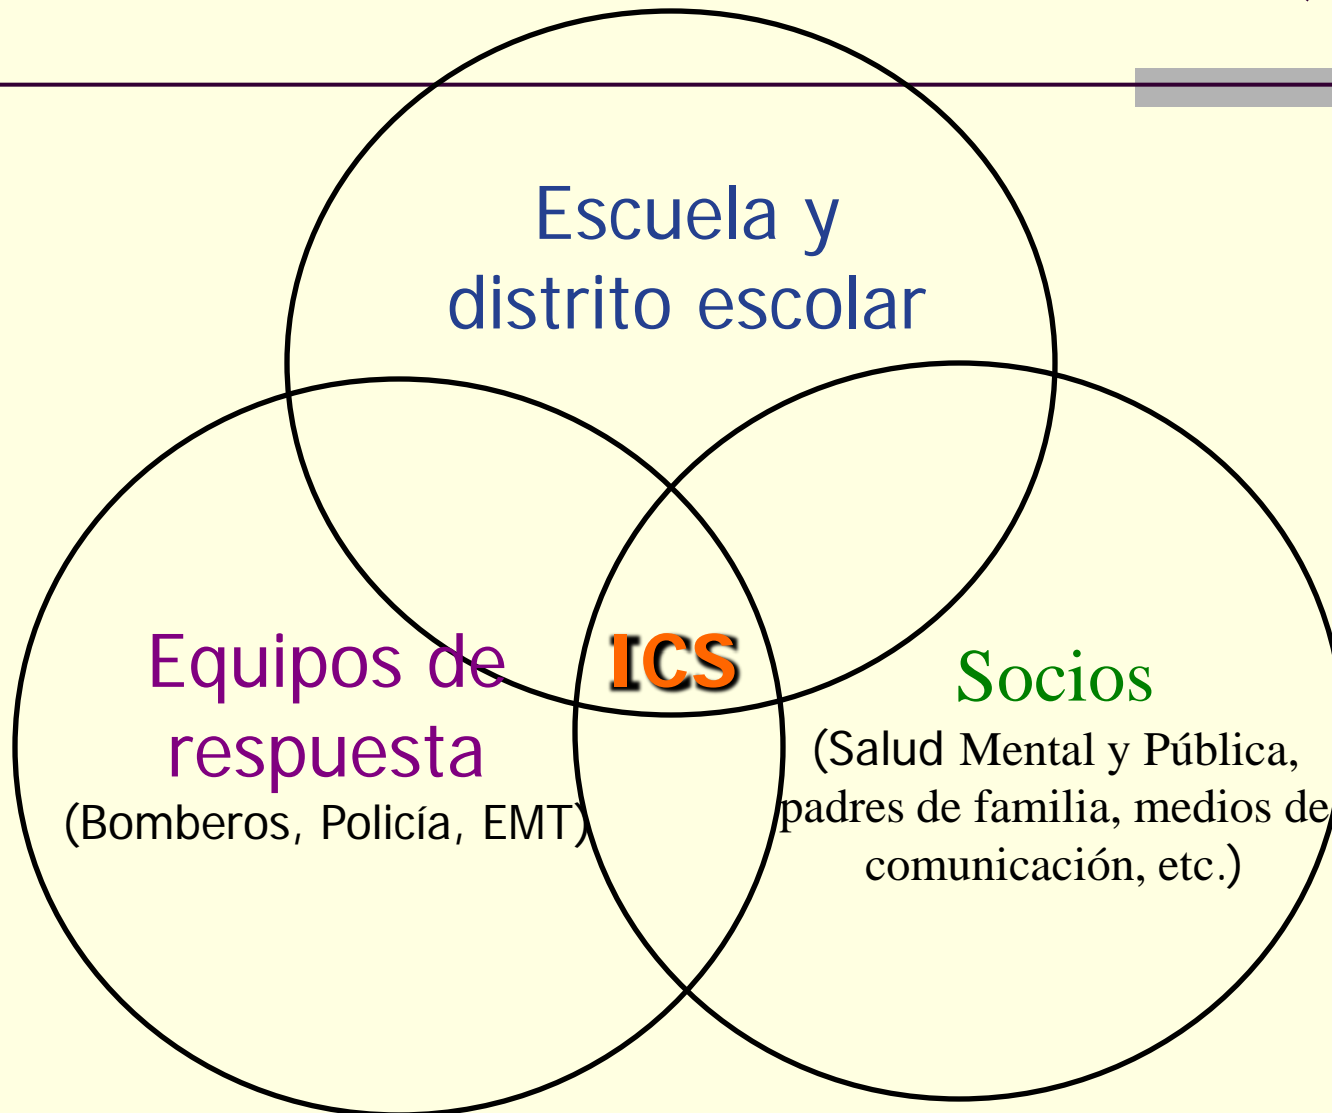 Escuela y
distrito escolar
Equipos de
respuesta
(Bomberos, Policía, EMT)
ICS
Socios
(Salud Mental y Pública,
padres de familia, medios de
comunicación, etc.)